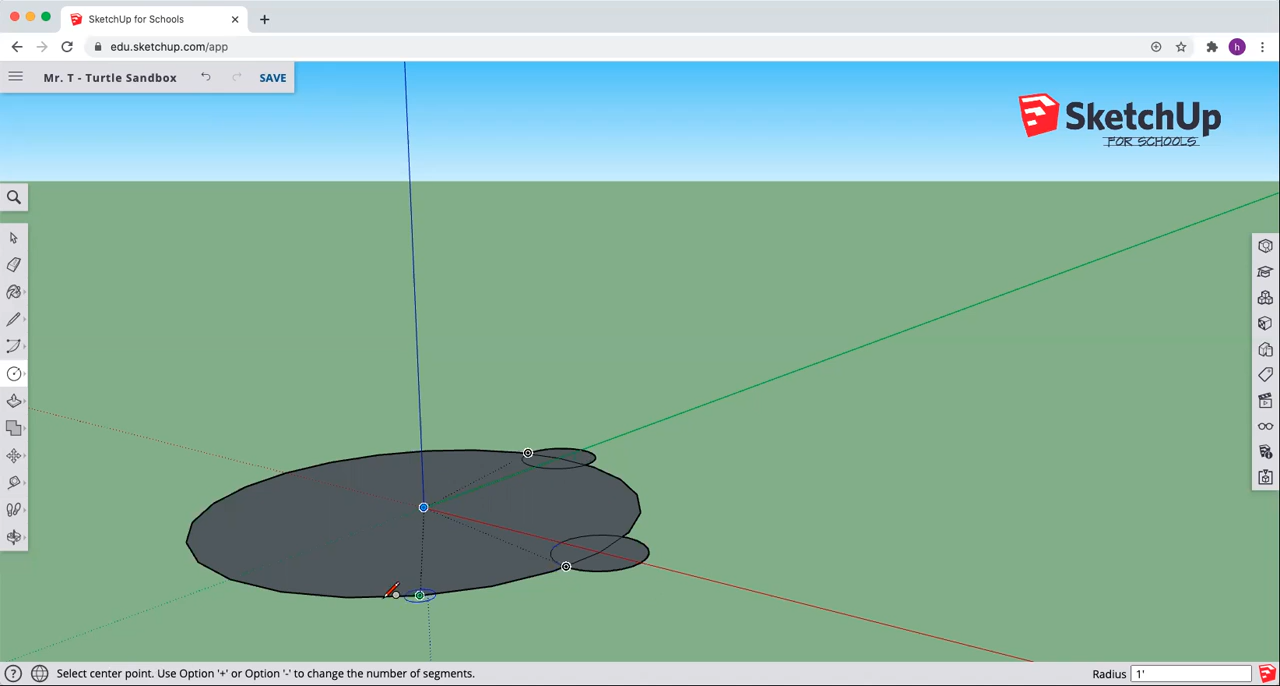 SketchUp for Schools
edu.sketchup.com/app
h
Mr. T - Turtle Sandbox
SAVE
SketchUp
FOR SCHOOLS
Select center point. Use Option '+' or Option '-' to change the number of segments.
Radius 1'